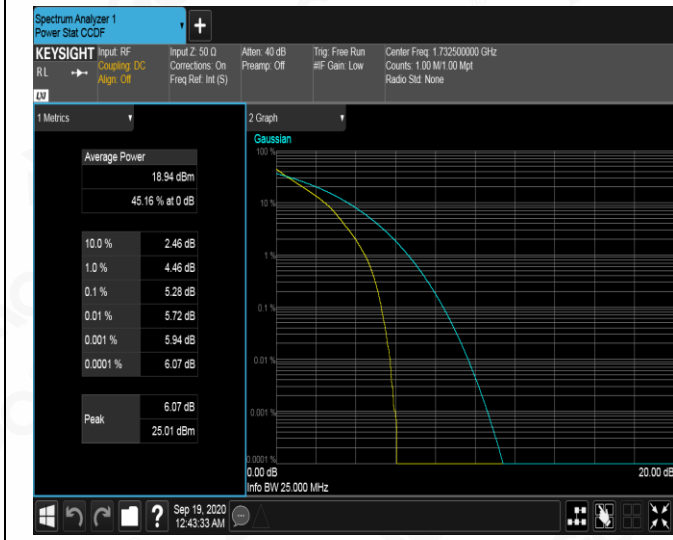 Spectrum Analyzer 1
Power Stat CCDF
+
KEYSIGHT
RL
LXI
Input: RF
Coupling: DC
Align: Off
Input Z: 50 Ω
Corrections: On
Freq Ref: Int (S)
Atten: 40 dB
Preamp: Off
Trig: Free Run
#IF Gain: Low
Center Freq: 1.732500000 GHz
Counts: 1.00 M/1.00 Mpt
Radio Std: None
1 Metrics
Average Power
18.94 dBm
45.16 % at 0 dB
10.0 % 2.46 dB
1.0 % 4.46 dB
0.1 % 5.28 dB
0.01 % 5.72 dB
0.001 % 5.94 dB
0.0001 % 6.07 dB
Peak
6.07 dB
25.01 dBm
2 Graph
Gaussian
100 %
10 %
1 %
0.1 %
0.01 %
0.001 %
0.0001 %
0.00 dB 20.00 dB
Info BW 25.000 MHz
?
Sep 19, 2020
12:43:33 AM